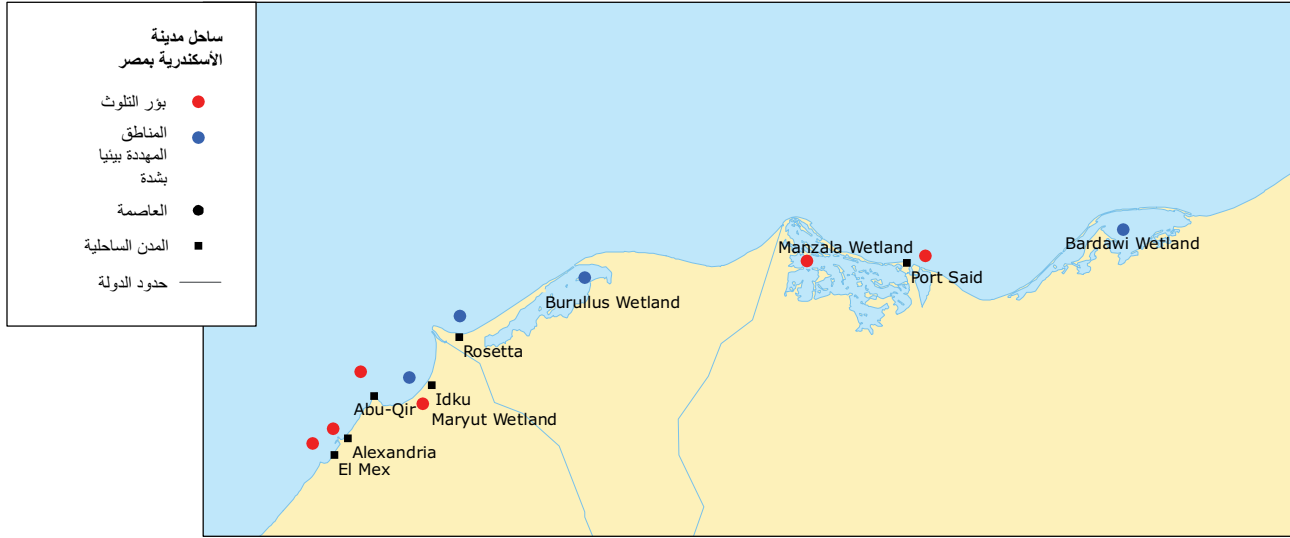 ساحل مدينة
الأسكندرية بمصر
بؤر التلوث
المناطق
المهددة بيئيا
بشدة
العاصمة
المدن الساحلية
حدود الدولة
Manzala Wetland
Bardawi Wetland
Port Said
Burullus Wetland
Rosetta
Idku
Abu-Qir
Maryut Wetland
Alexandria
El Mex